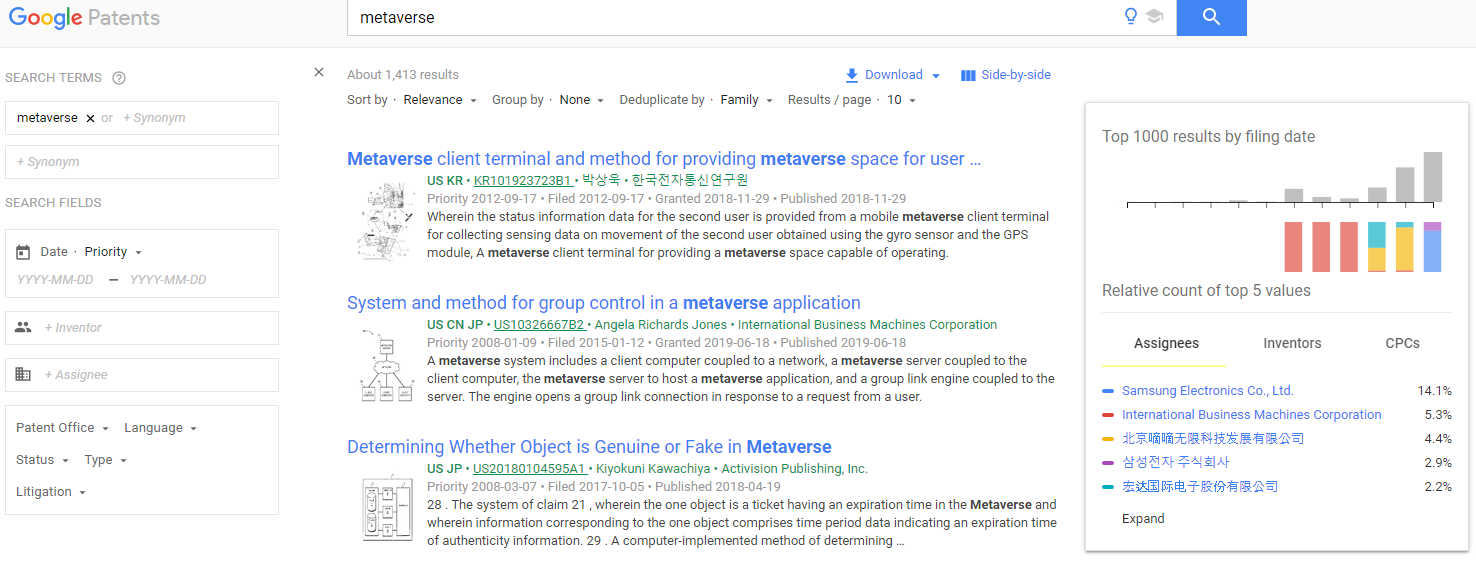 Google Patents
metaverse
SEARCH TERMS
metaverse × or + Synonym
+ Synonym
SEARCH FIELDS
Date · Priority
YYYY-MM-DD — YYYY-MM-DD
+ Inventor
+ Assignee
Patent Office Language
Status Type
Litigation
About 1,413 results
Download Side-by-side
Sort by · Relevance Group by · None Deduplicate by · Family Results / page · 10
Metaverse client terminal and method for providing metaverse space for user …
US KR • KR101923723B1 • 박상욱 • 한국전자통신연구원
Priority 2012-09-17 • Filed 2012-09-17 • Granted 2018-11-29 • Published 2018-11-29
Wherein the status information data for the second user is provided from a mobile metaverse client terminal
for collecting sensing data on movement of the second user obtained using the gyro sensor and the GPS
module, A metaverse client terminal for providing a metaverse space capable of operating.
System and method for group control in a metaverse application
US CN JP • US10326667B2 • Angela Richards Jones • International Business Machines Corporation
Priority 2008-01-09 • Filed 2015-01-12 • Granted 2019-06-18 • Published 2019-06-18
A metaverse system includes a client computer coupled to a network, a metaverse server coupled to the
client computer, the metaverse server to host a metaverse application, and a group link engine coupled to the
server. The engine opens a group link connection in response to a request from a user.
Determining Whether Object is Genuine or Fake in Metaverse
US JP • US20180104595A1 • Kiyokuni Kawachiya • Activision Publishing, Inc.
Priority 2008-03-07 • Filed 2017-10-05 • Published 2018-04-19
28 . The system of claim 21 , wherein the one object is a ticket having an expiration time in the Metaverse and
wherein information corresponding to the one object comprises time period data indicating an expiration time
of authenticity information. 29 . A computer-implemented method of determining …
Top 1000 results by filing date
Relative count of top 5 values
Assignees Inventors CPCs
Samsung Electronics Co., Ltd. 14.1%
International Business Machines Corporation 5.3%
北京嘀嘀无限科技发展有限公司 4.4%
삼성전자 주식회사 2.9%
宏达国际电子股份有限公司 2.2%
Expand